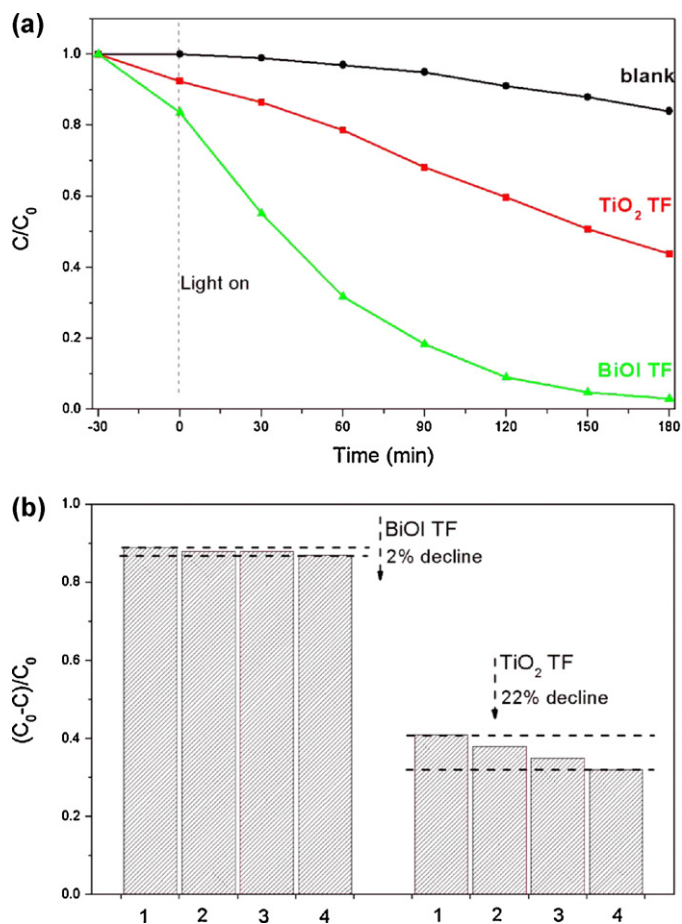 (a)
1.0
0.8
0.6
0.4
0.2
0.0
C/C₀
blank
TiO₂ TF
Light on
BiOI TF
-30 0 30 60 90 120 150 180
Time (min)
(b)
1.0
0.8
0.6
0.4
0.2
0.0
(C₀-C)/C₀
BiOI TF
2% decline
TiO₂ TF
22% decline
1 2 3 4 1 2 3 4